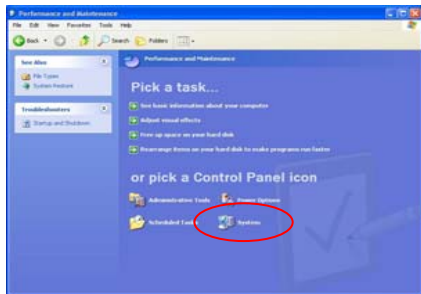 Performance and Maintenance
File Edit View Favorites Tools Help
Back Search Folders
See Also
File Types
System Restore
Troubleshooters
Startup and Shutdown
Performance and Maintenance
Pick a task...
See basic information about your computer
Adjust visual effects
Free up space on your hard disk
Rearrange items on your hard disk to make programs run faster
or pick a Control Panel icon
Administrative Tools Power Options
Scheduled Tasks System